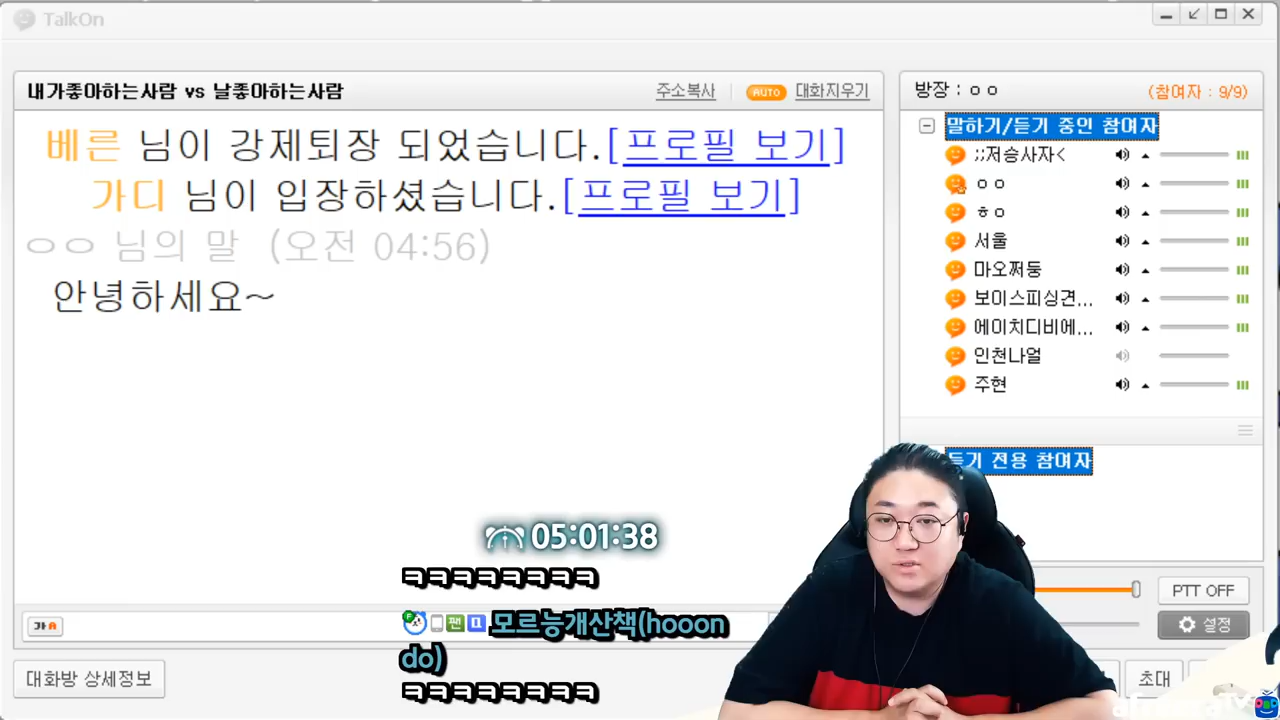 TalkOn
내가좋아하는사람 vs 날좋아하는사람
주소복사
AUTO
대화지우기
베른 님이 강제퇴장 되었습니다.[프로필 보기]
가디 님이 입장하셨습니다.[프로필 보기]
ㅇㅇ 님의 말 (오전 04:56)
안녕하세요~
방장 : ㅇㅇ
(참여자 : 9/9)
말하기/듣기 중인 참여자
;;저승사자<
ㅇㅇ
ㅎㅇ
서울
마오쩌둥
보이스피싱견...
에이치디비에...
인천나얼
주현
듣기 전용 참여자
05:01:38
ㅋㅋㅋㅋㅋㅋㅋㅋ
팬 모르능개산책(hooon
do)
ㅋㅋㅋㅋㅋㅋㅋㅋ
가A
대화방 상세정보
PTT OFF
설정
초대